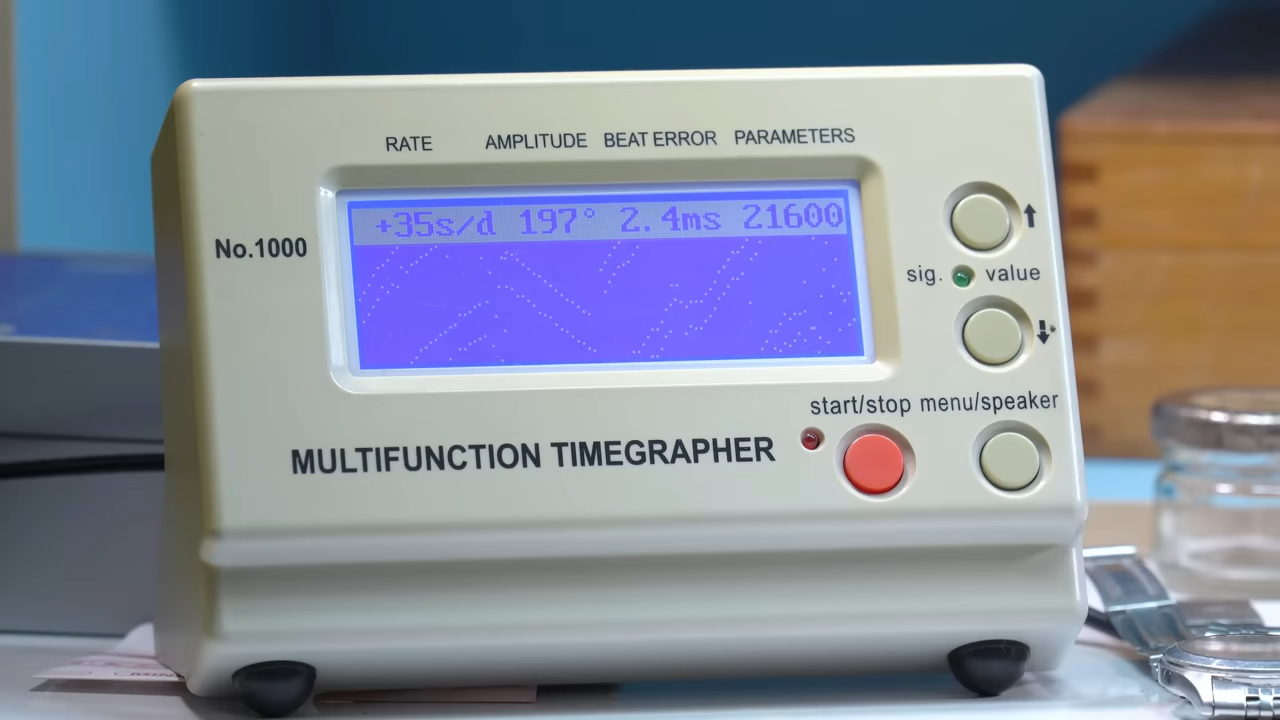 RATE AMPLITUDE BEAT ERROR PARAMETERS
+35s/d 197° 2.4ms 21600
No.1000
sig. value
start/stop menu/speaker
MULTIFUNCTION TIMEGRAPHER